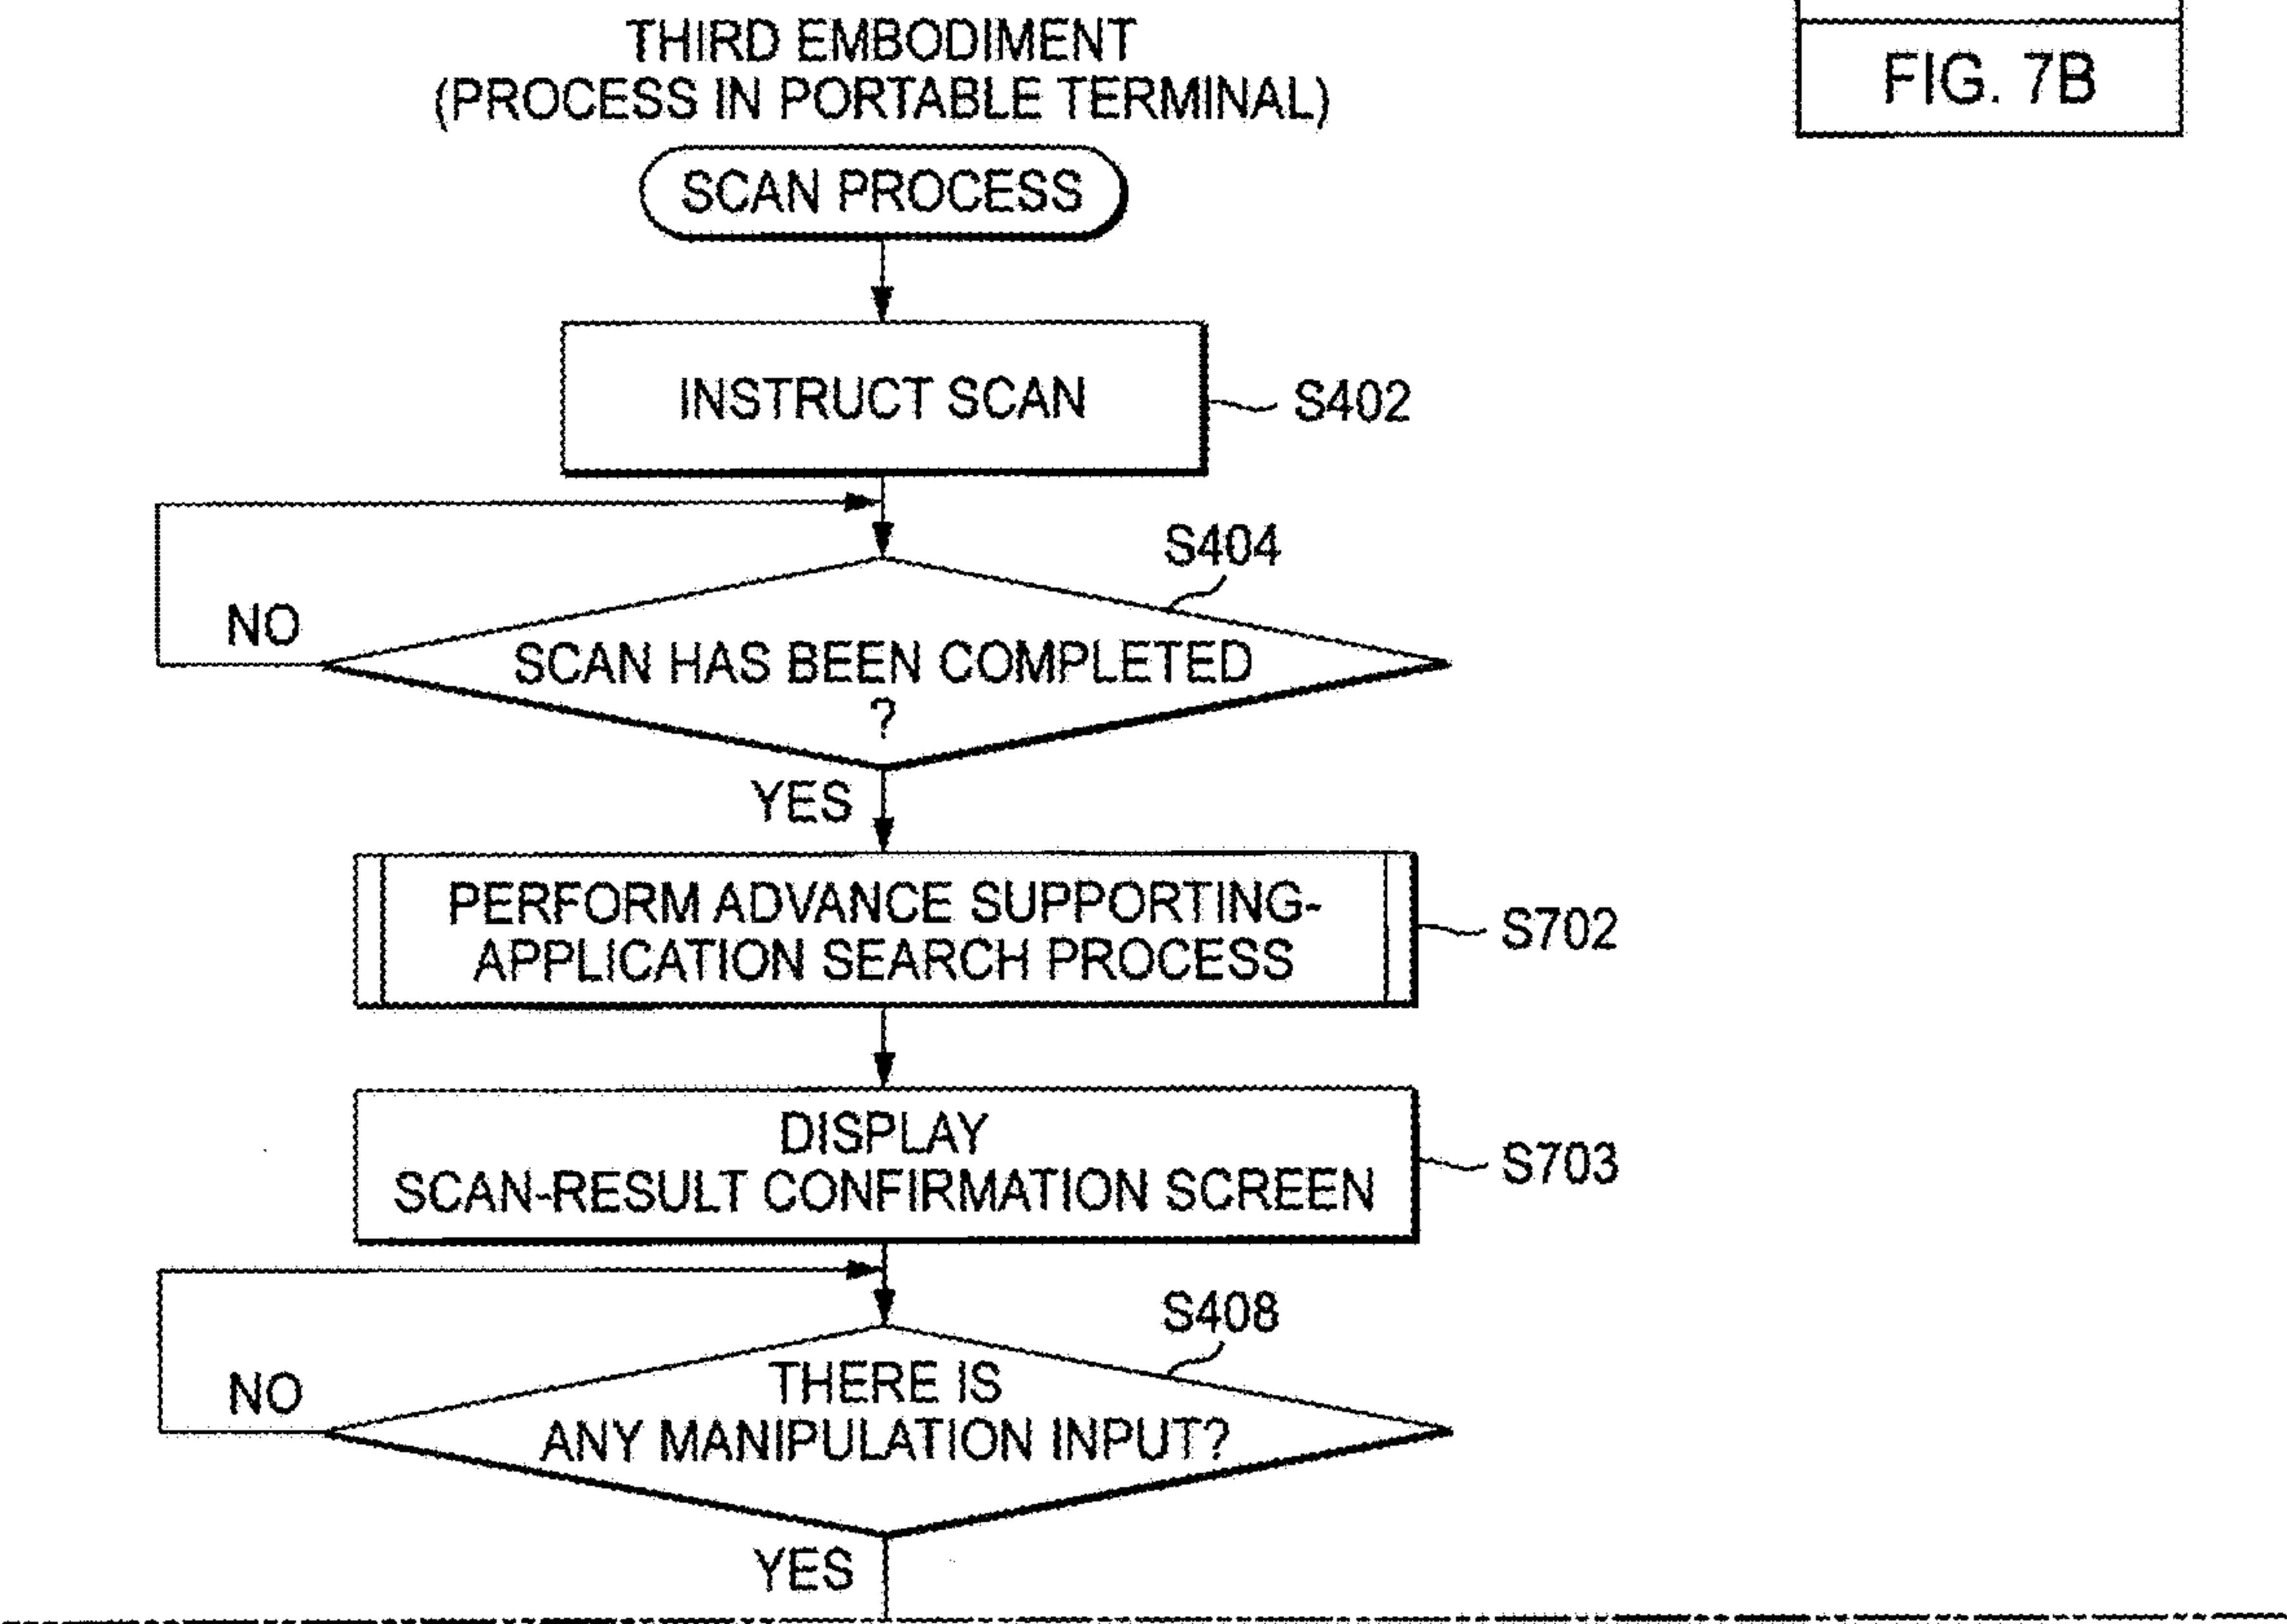 THIRD EMBODIMENT
(PROCESS IN PORTABLE TERMINAL)
FIG. 7B
SCAN PROCESS
INSTRUCT SCAN
S402
S404
NO
SCAN HAS BEEN COMPLETED
?
YES
PERFORM ADVANCE SUPPORTING-
APPLICATION SEARCH PROCESS
S702
DISPLAY
SCAN-RESULT CONFIRMATION SCREEN
S703
S408
NO
THERE IS
ANY MANIPULATION INPUT?
YES